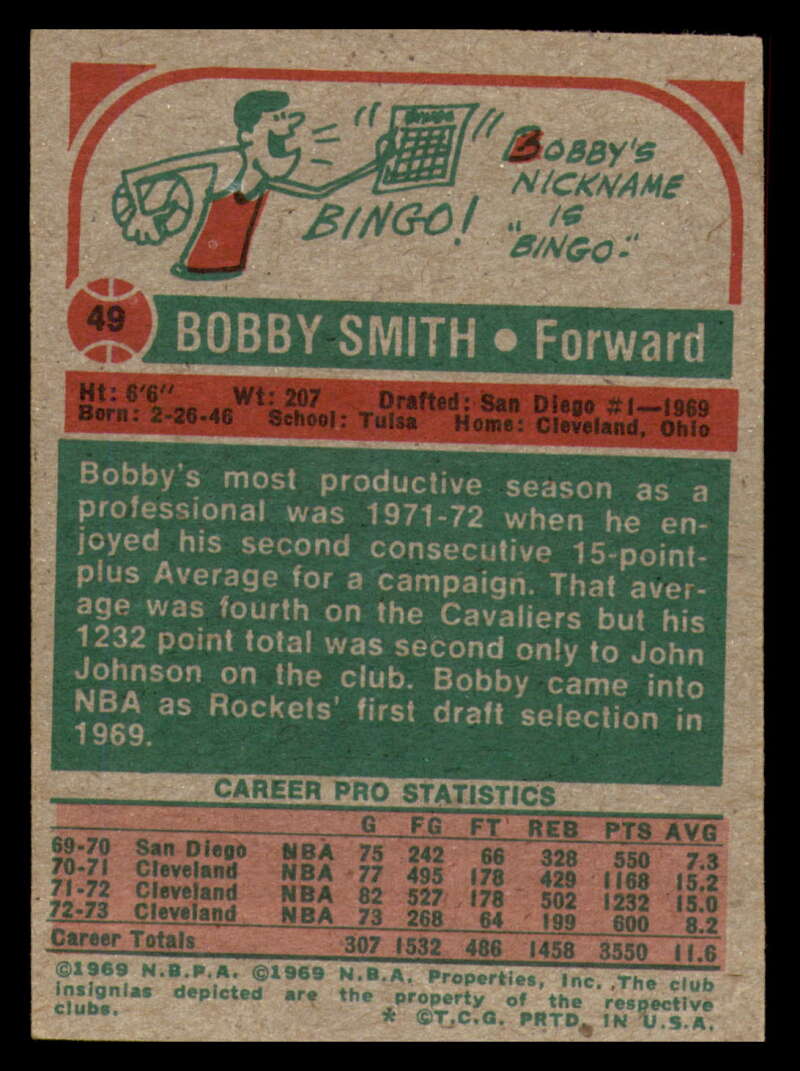 BINGO
BINGO!
BOBBY'S
NICKNAME
IS
"BINGO."
49
BOBBY SMITH • Forward
Ht: 6'6" Wt: 207 Drafted: San Diego #1—1969
Born: 2-26-46 School: Tulsa Home: Cleveland, Ohio
Bobby's most productive season as a
professional was 1971-72 when he en-
joyed his second consecutive 15-point-
plus Average for a campaign. That aver-
age was fourth on the Cavaliers but his
1232 point total was second only to John
Johnson on the club. Bobby came into
NBA as Rockets' first draft selection in
1969.
CAREER PRO STATISTICS
G FG FT REB PTS AVG
69-70 San Diego NBA 75 242 66 328 550 7.3
70-71 Cleveland NBA 77 495 178 429 1168 15.2
71-72 Cleveland NBA 82 527 178 502 1232 15.0
72-73 Cleveland NBA 73 268 64 199 600 8.2
Career Totals 307 1532 486 1458 3550 11.6
©1969 N.B.P.A. ©1969 N.B.A. Properties, Inc. The club
insignias depicted are the property of the respective
clubs. * ©T.C.G. PRTD. IN U.S.A.